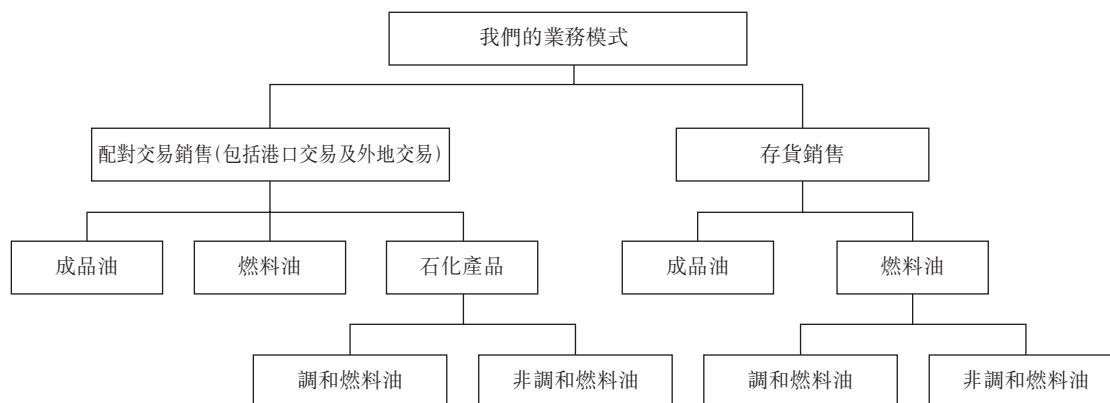 我們的業務模式
配對交易銷售(包括港口交易及外地交易)
存貨銷售
成品油
燃料油
石化產品
成品油
燃料油
調和燃料油
非調和燃料油
調和燃料油
非調和燃料油